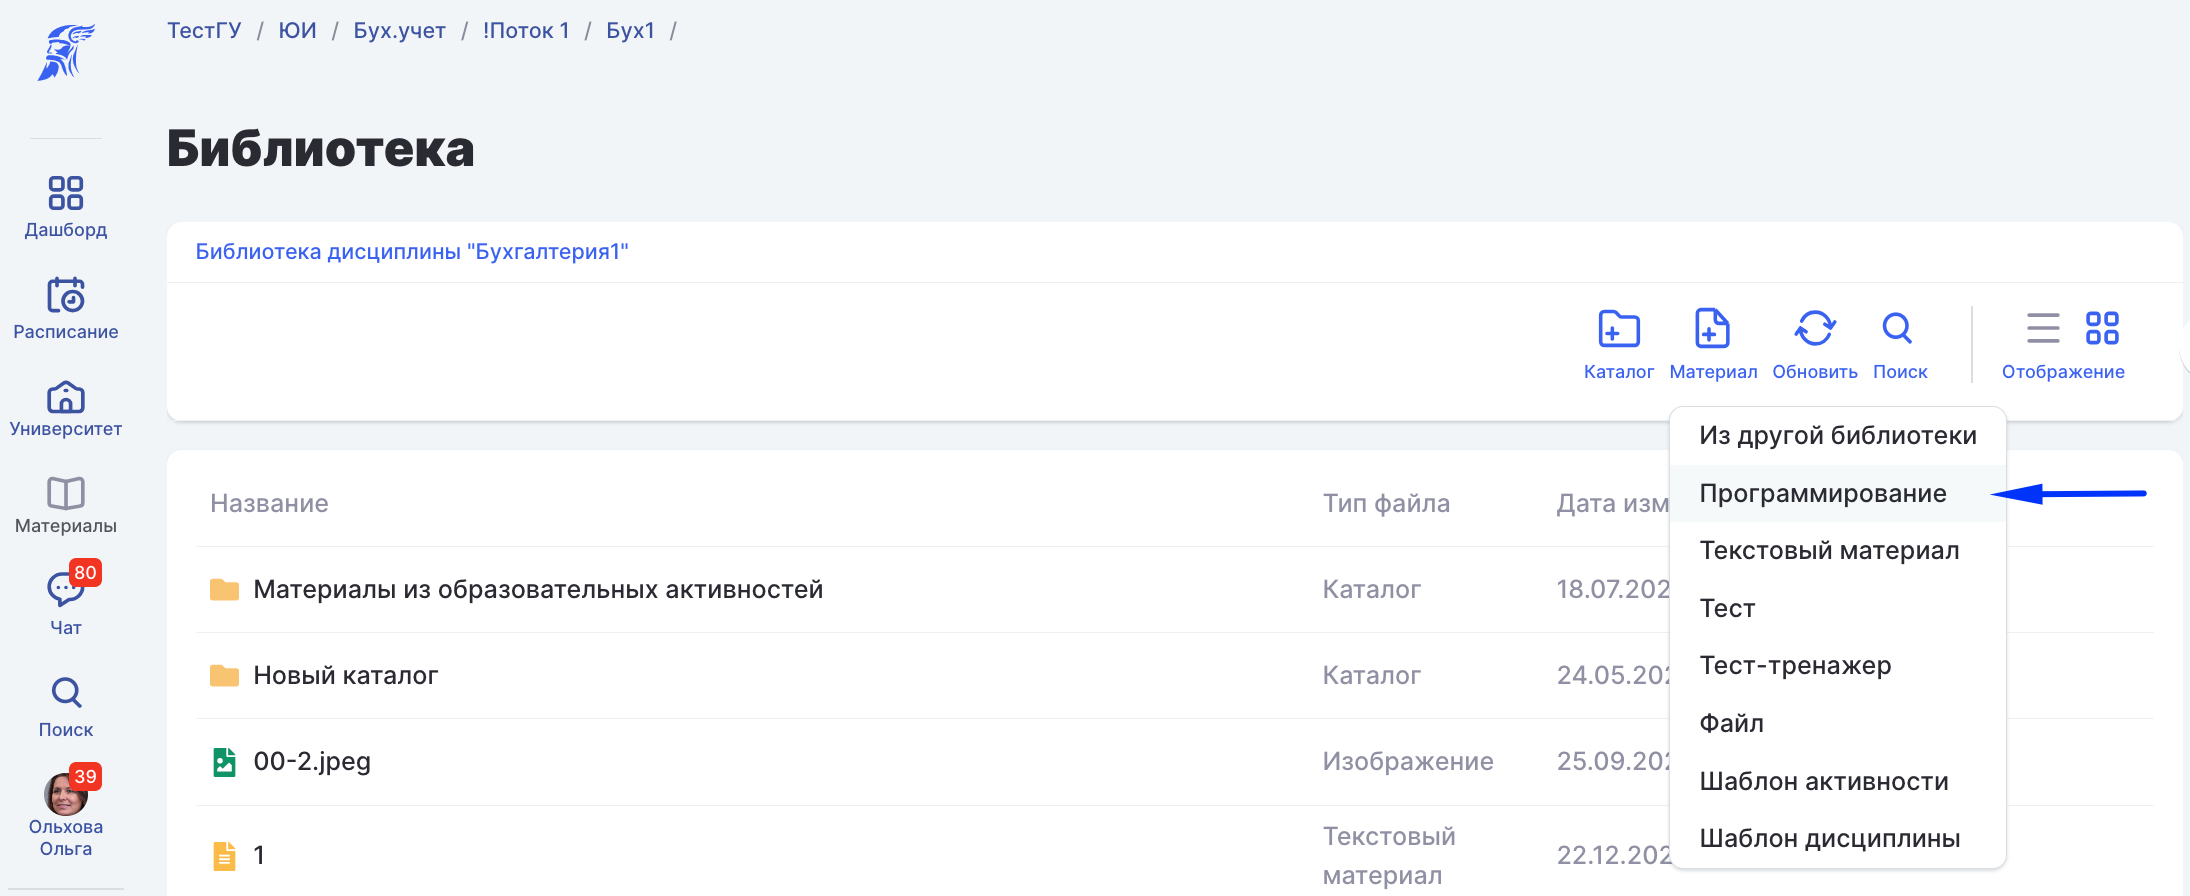 ТестГУ / ЮИ / Бух.учет / !Поток 1 / Бух1 /
Библиотека
Дашборд
Расписание
Университет
Материалы
80
Чат
Поиск
39
Ольхова
Ольга
Библиотека дисциплины "Бухгалтерия1"
Каталог Материал Обновить Поиск Отображение
Из другой библиотеки
Программирование
Текстовый материал
Тест
Тест-тренажер
Файл
Шаблон активности
Шаблон дисциплины
Название Тип файла Дата изм
Материалы из образовательных активностей Каталог 18.07.202
Новый каталог Каталог 24.05.202
00-2.jpeg Изображение 25.09.202
1 Текстовый материал 22.12.202